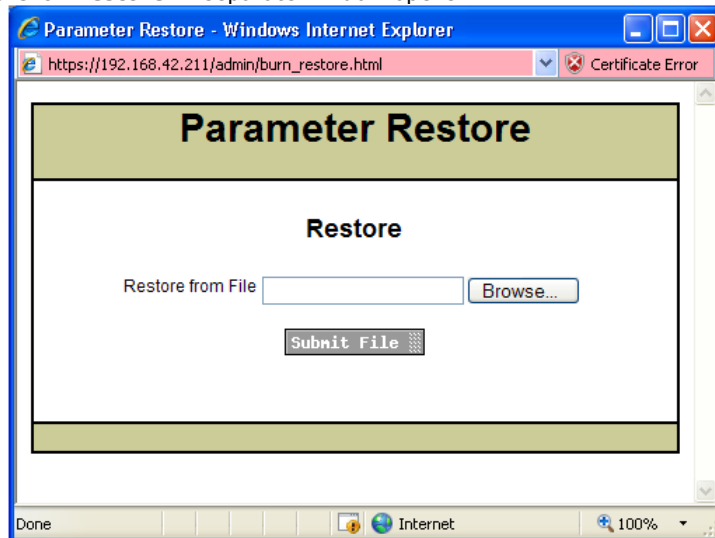 Parameter Restore - Windows Internet Explorer
https://192.168.42.211/admin/burn_restore.html
Certificate Error
Parameter Restore
Restore
Restore from File
Browse...
Submit File
Done
Internet
100%